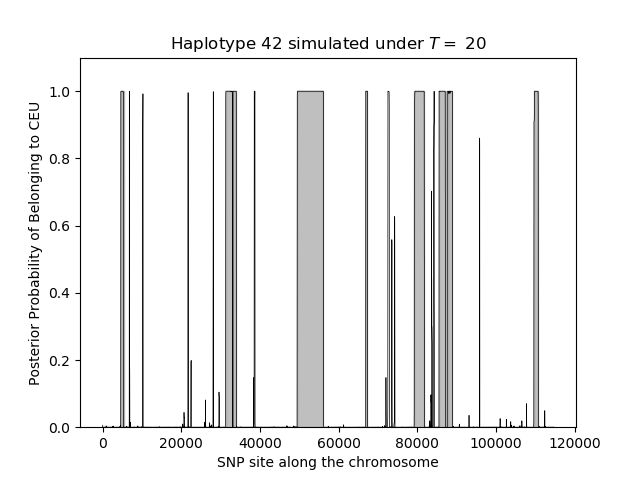 Haplotype 42 simulated under T = 20
Posterior Probability of Belonging to CEU
1.0
0.8
0.6
0.4
0.2
0.0
0 20000 40000 60000 80000 100000 120000
SNP site along the chromosome